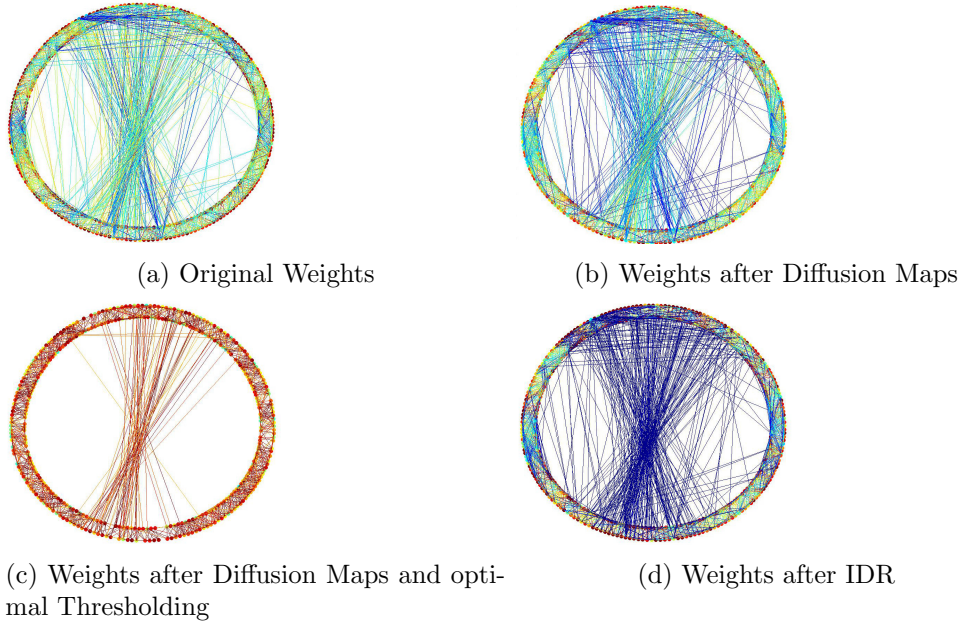 (a) Original Weights
(b) Weights after Diffusion Maps
(c) Weights after Diffusion Maps and opti-
mal Thresholding
(d) Weights after IDR